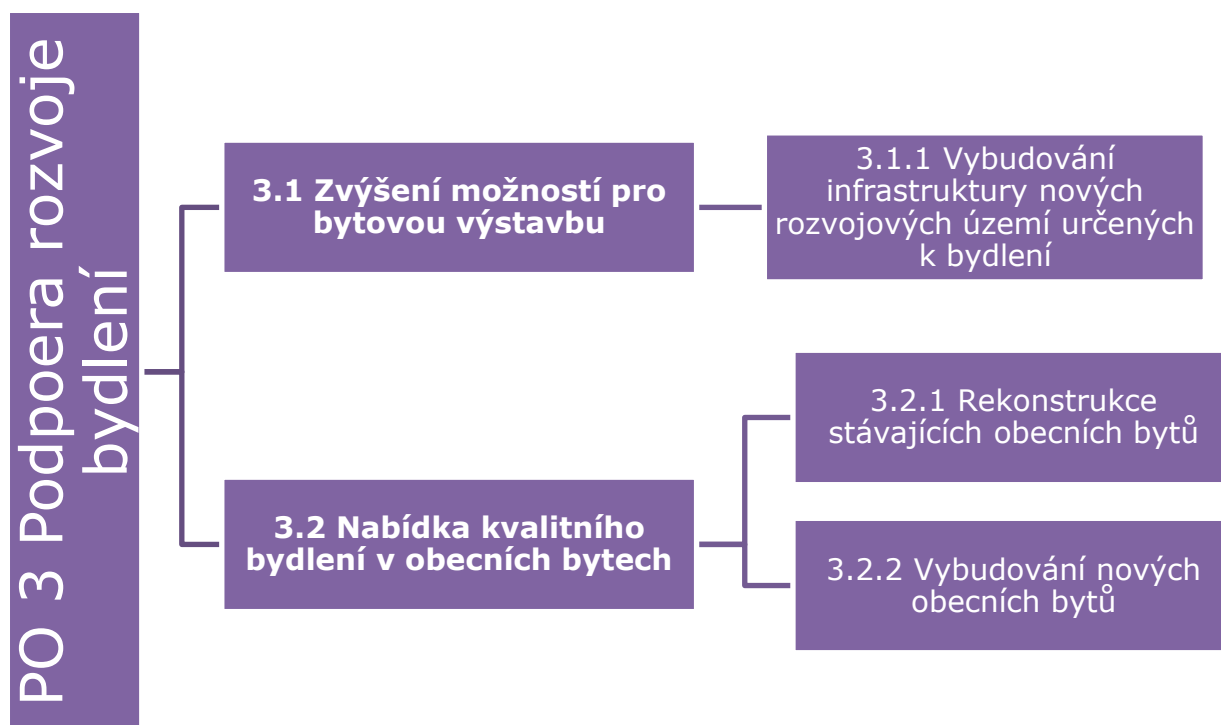 PO 3 Podpoera rozvoje
bydlení
3.1 Zvýšení možností pro
bytovou výstavbu
3.1.1 Vybudování
infrastruktury nových
rozvojových území určených
k bydlení
3.2 Nabídka kvalitního
bydlení v obecních bytech
3.2.1 Rekonstrukce
stávajících obecních bytů
3.2.2 Vybudování nových
obecních bytů